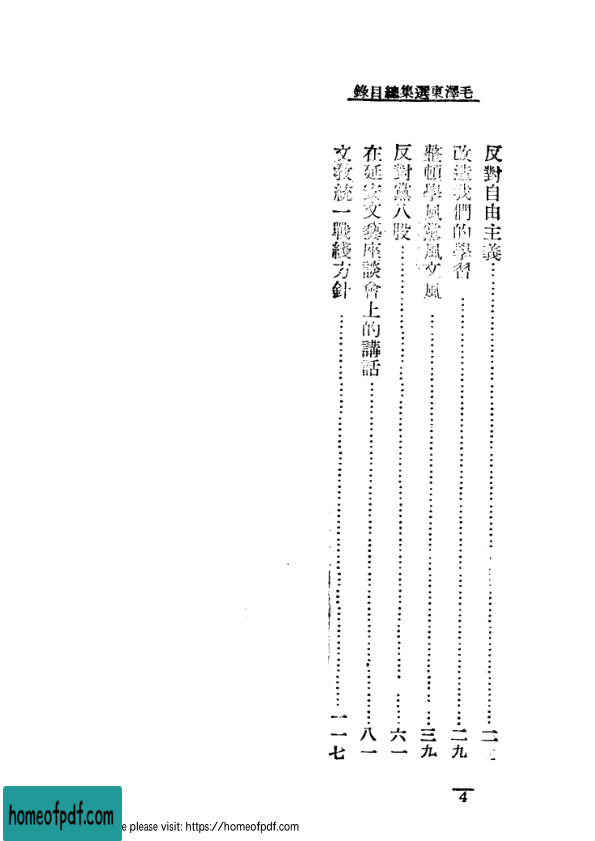 毛澤東選集總目錄
反對自由主義……二
改造我們的學習……二九
整頓學風黨風文風……三九
反對黨八股……六一
在延安文藝座談會上的講話……八一
文教統一戰綫方針……一一七
4
homeofpdf.com
e please visit: https://homeofpdf.com